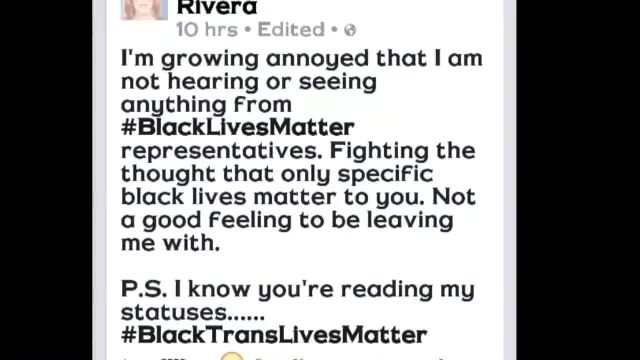 Rivera
10 hrs • Edited •
I'm growing annoyed that I am
not hearing or seeing
anything from
#BlackLivesMatter
representatives. Fighting the
thought that only specific
black lives matter to you. Not
a good feeling to be leaving
me with.
P.S. I know you're reading my
statuses......
#BlackTransLivesMatter